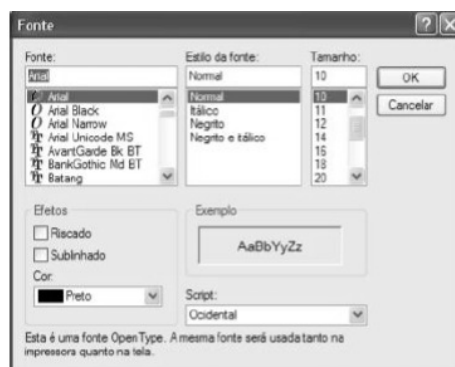 Fonte
Fonte:
Arial
Arial
Arial Black
Arial Narrow
Arial Unicode MS
AvantGarde Bk BT
BankGothic Md BT
Batang
Estilo da fonte:
Normal
Normal
Itálico
Negrito
Negrito e itálico
Tamanho:
10
10
11
12
14
16
18
20
OK
Cancelar
Efeitos
Riscado
Sublinhado
Cor:
Preto
Exemplo
AaBbYyZz
Script:
Ocidental
Esta é uma fonte OpenType. A mesma fonte será usada tanto na
impressora quanto na tela.